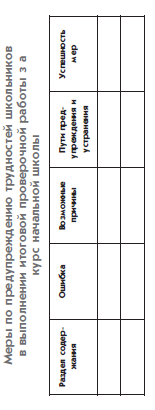 Меры по предупреждению трудностей школьников
в выполнении итоговой проверочной работы з а
курс начальной школы
Раздел содер-
жания
Ошибка
Возможные
причины
Пути пред-
упреждения и
устранения
Успешность
мер